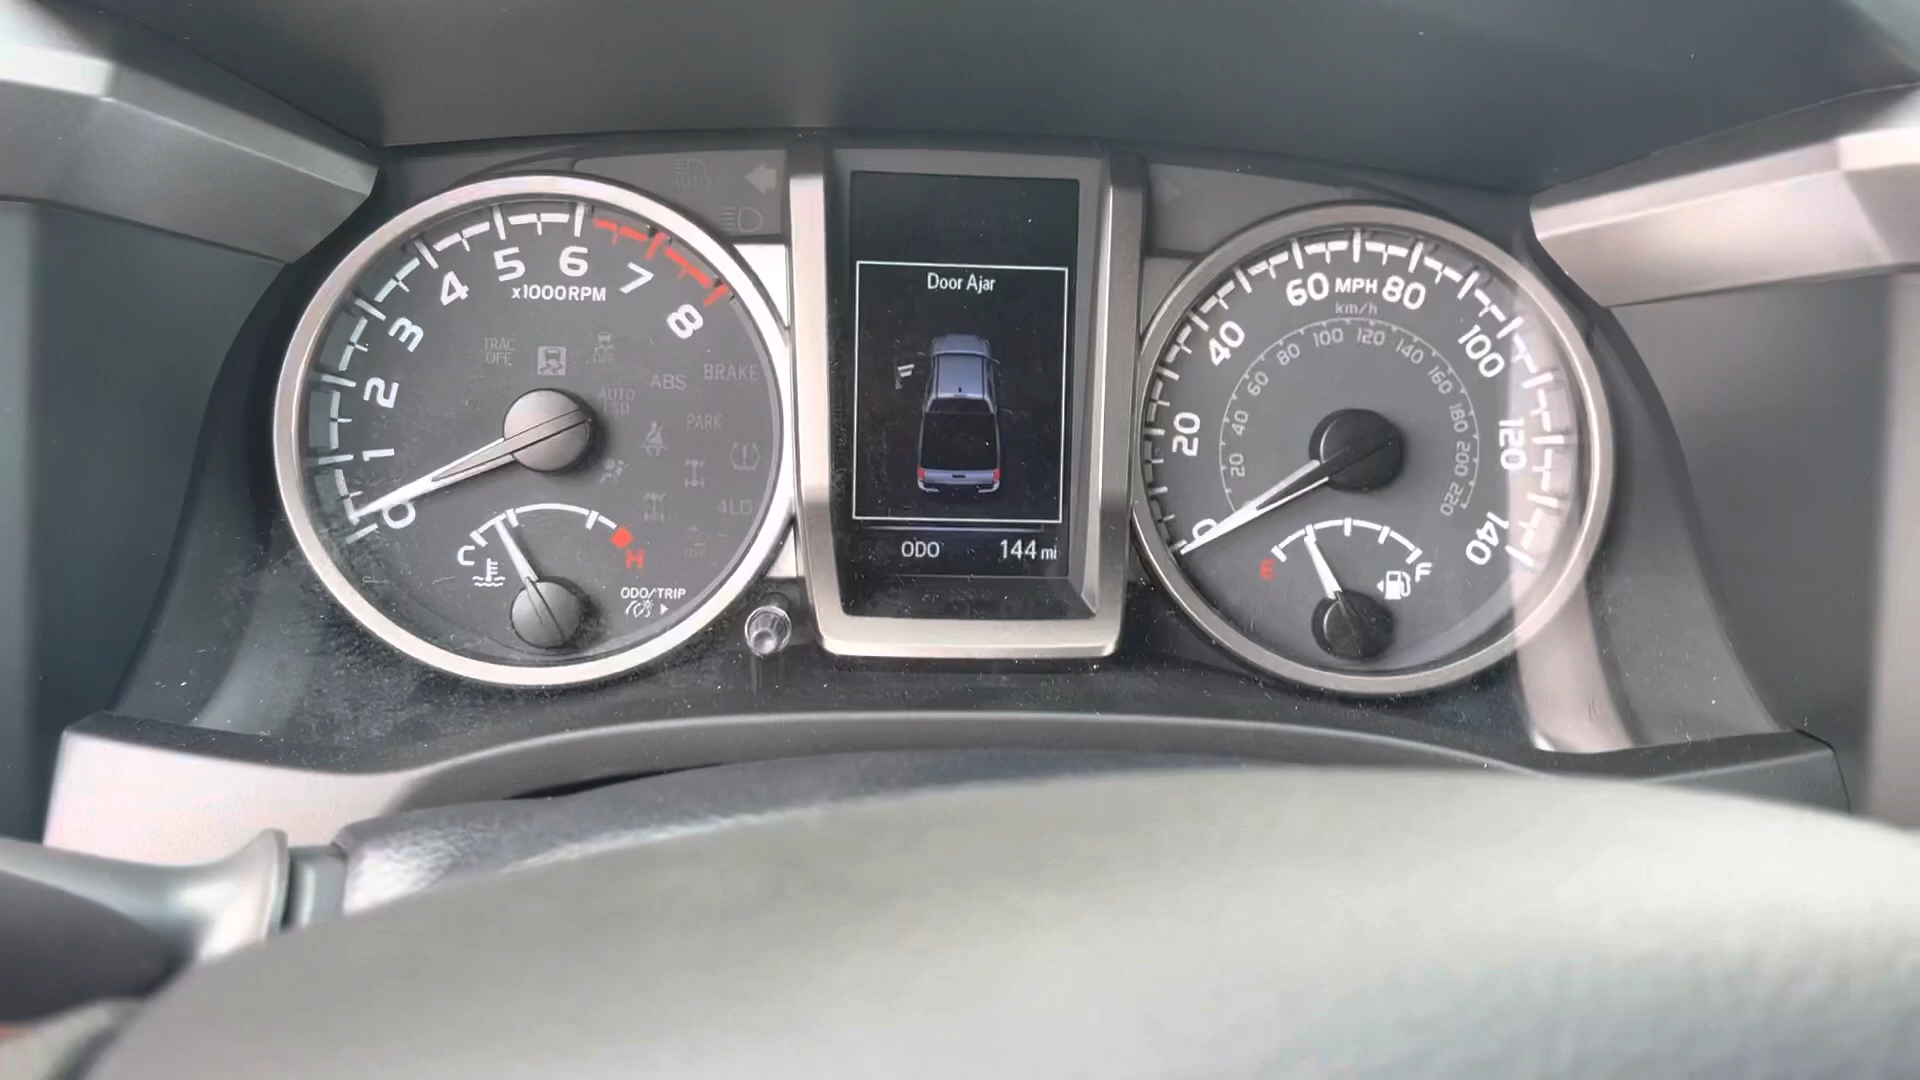 AUTO
4 5 6 7
x1000RPM
3 8
TRAC
OFF
ABS BRAKE
2
AUTO
LSD
PARK
1
0
4LO
C H
ODO/TRIP
Door Ajar
ODO 144 mi
60 MPH 80
km/h
40 100
80 100 120 140
60 160
20 40 180 120
20 200
220
0 140
E F